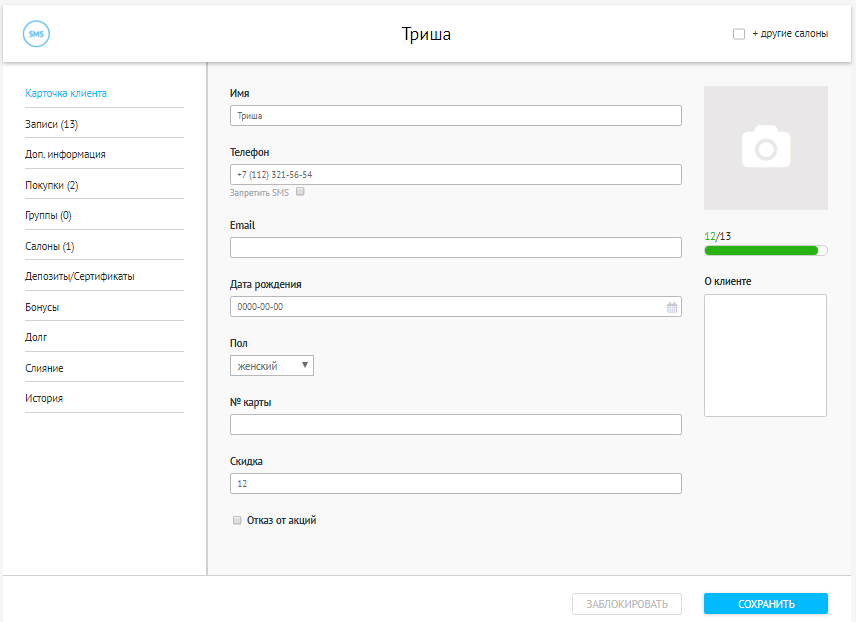 SMS
Триша
+ другие салоны
Карточка клиента
Записи (13)
Доп. информация
Покупки (2)
Группы (0)
Салоны (1)
Депозиты/Сертификаты
Бонусы
Долг
Слияние
История
Имя
Триша
Телефон
+7 (112) 321-56-54
Запретить SMS
Email
Дата рождения
0000-00-00
Пол
женский
№ карты
Скидка
12
Отказ от акций
12/13
О клиенте
ЗАБЛОКИРОВАТЬ
СОХРАНИТЬ